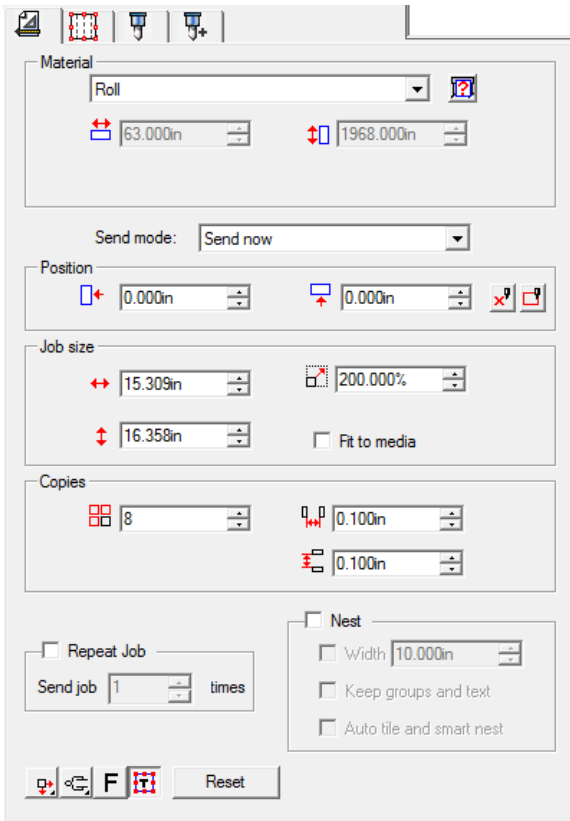 Material
Roll
63.000in 1968.000in
Send mode: Send now
Position
0.000in 0.000in
Job size
15.309in 200.000%
16.358in Fit to media
Copies
8 0.100in
0.100in
Nest
Repeat Job Width 10.000in
Send job 1 times Keep groups and text
Auto tile and smart nest
F T Reset